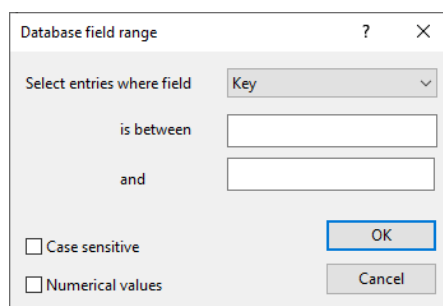 Database field range ?
Select entries where field Key
is between
and
Case sensitive
OK
Numerical values
Cancel